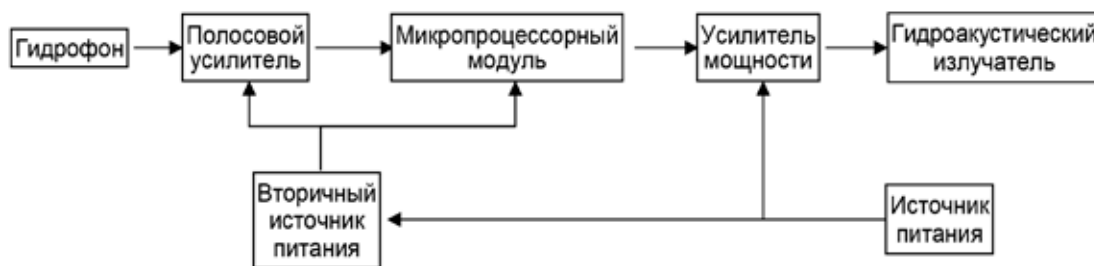 Гидрофон
Полосовой
усилитель
Микропроцессорный
модуль
Усилитель
мощности
Гидроакустический
излучатель
Вторичный
источник
питания
Источник
питания